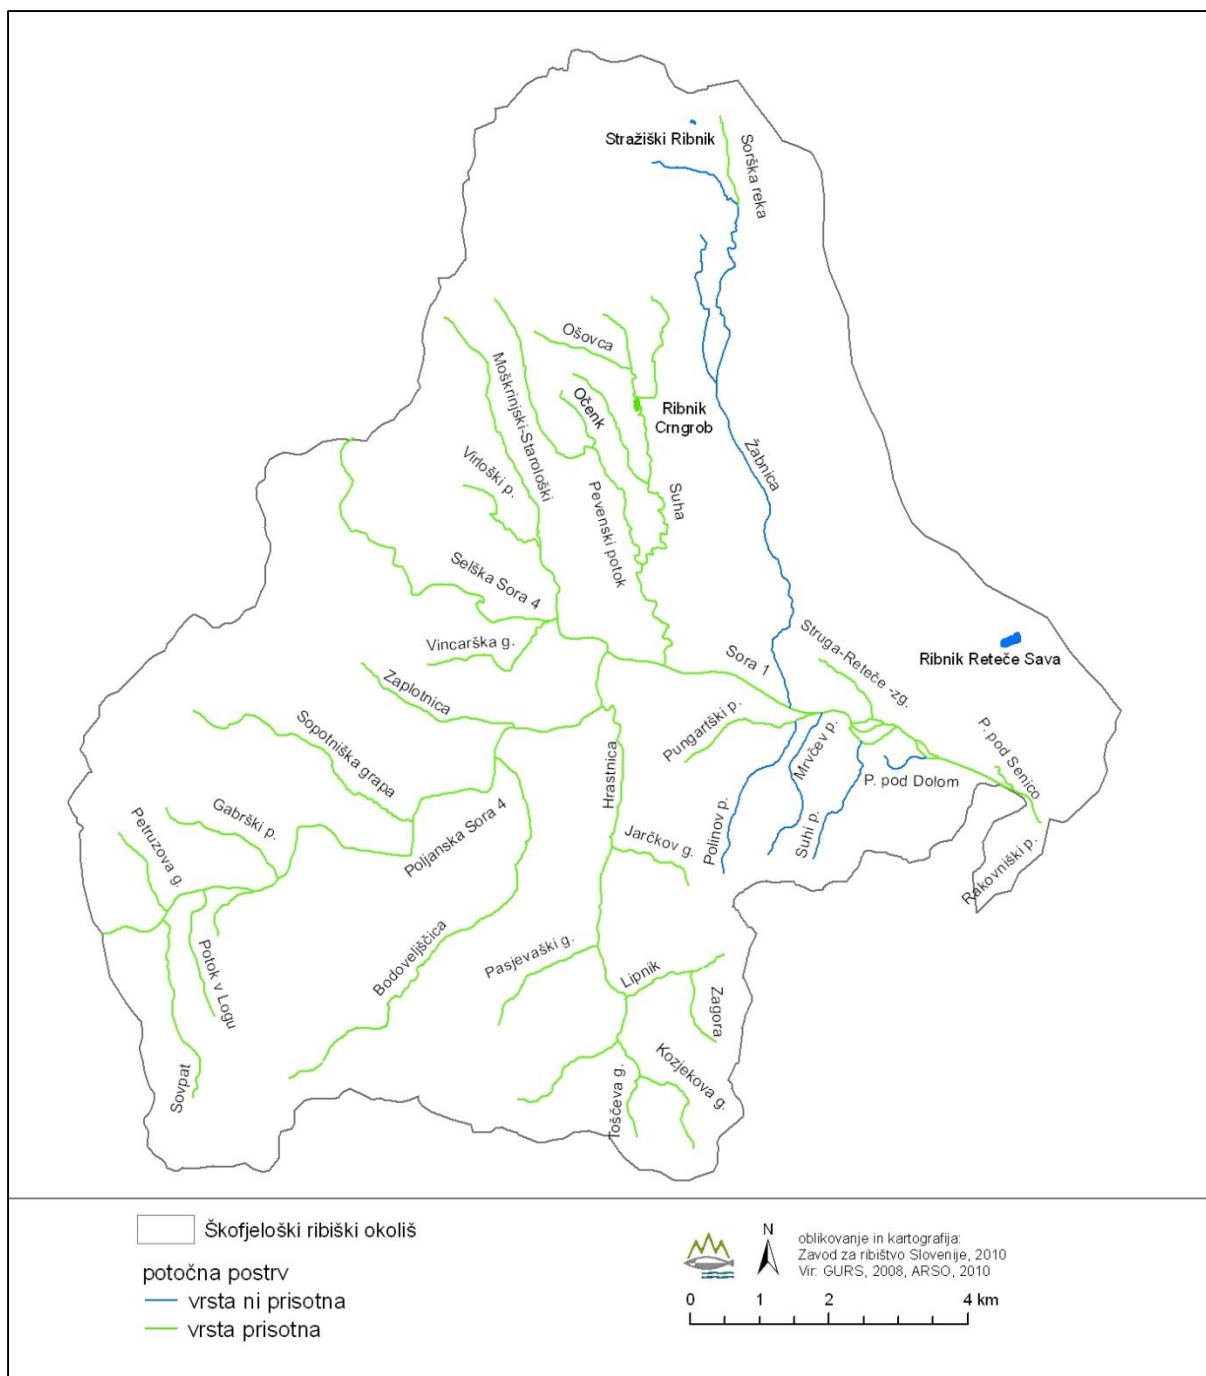 Stražiški Ribnik
Sorška reka
Ošovca
Moškrinjski-Starološki
Očenk
Ribnik
Crngrob
Virloški p.
Žabnica
Pevenski potok
Suha
Selška Sora 4
Vincarška g.
Sora 1
Struga-Reteče -zg.
Ribnik Reteče Sava
Zaplotnica
Sopotniška grapa
Pungartški p.
Hrastnica
Mrvčev p.
P. pod Senico
P. pod Dolom
Gabrški p.
Petruzova g.
Poljanska Sora 4
Jarčkov g.
Polinov p.
Suhi p.
Rakovniški p.
Potok v Logu
Bodoveljščica
Pasjevaški g.
Lipnik
Zagora
Sovpat
Toščeva g.
Kozjekova g.
Škofjeloški ribiški okoliš
potočna postrv
vrsta ni prisotna
vrsta prisotna
N
oblikovanje in kartografija:
Zavod za ribištvo Slovenije, 2010
Vir: GURS, 2008, ARSO, 2010
0 1 2 4 km